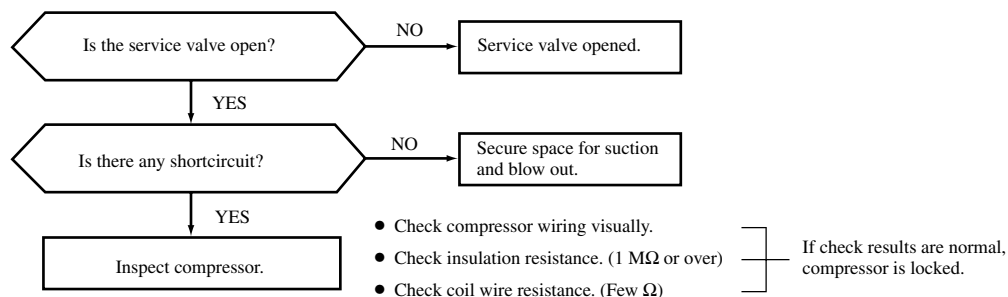 Is the service valve open?
NO
Service valve opened.
YES
Is there any shortcircuit?
NO
Secure space for suction
and blow out.
YES
Inspect compressor.
● Check compressor wiring visually.
● Check insulation resistance. (1 MΩ or over)
● Check coil wire resistance. (Few Ω)
If check results are normal,
compressor is locked.